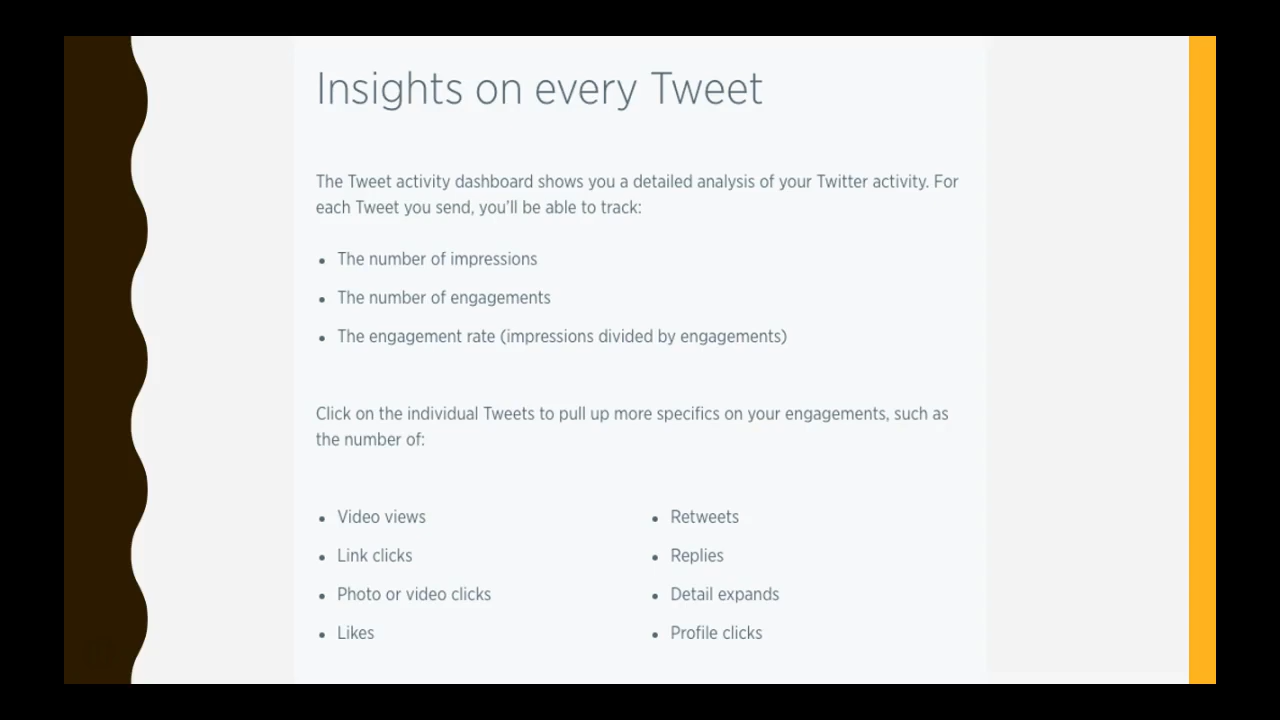 Insights on every Tweet
The Tweet activity dashboard shows you a detailed analysis of your Twitter activity. For
each Tweet you send, you'll be able to track:
• The number of impressions
• The number of engagements
• The engagement rate (impressions divided by engagements)
Click on the individual Tweets to pull up more specifics on your engagements, such as
the number of:
• Video views
• Link clicks
• Photo or video clicks
• Likes
• Retweets
• Replies
• Detail expands
• Profile clicks